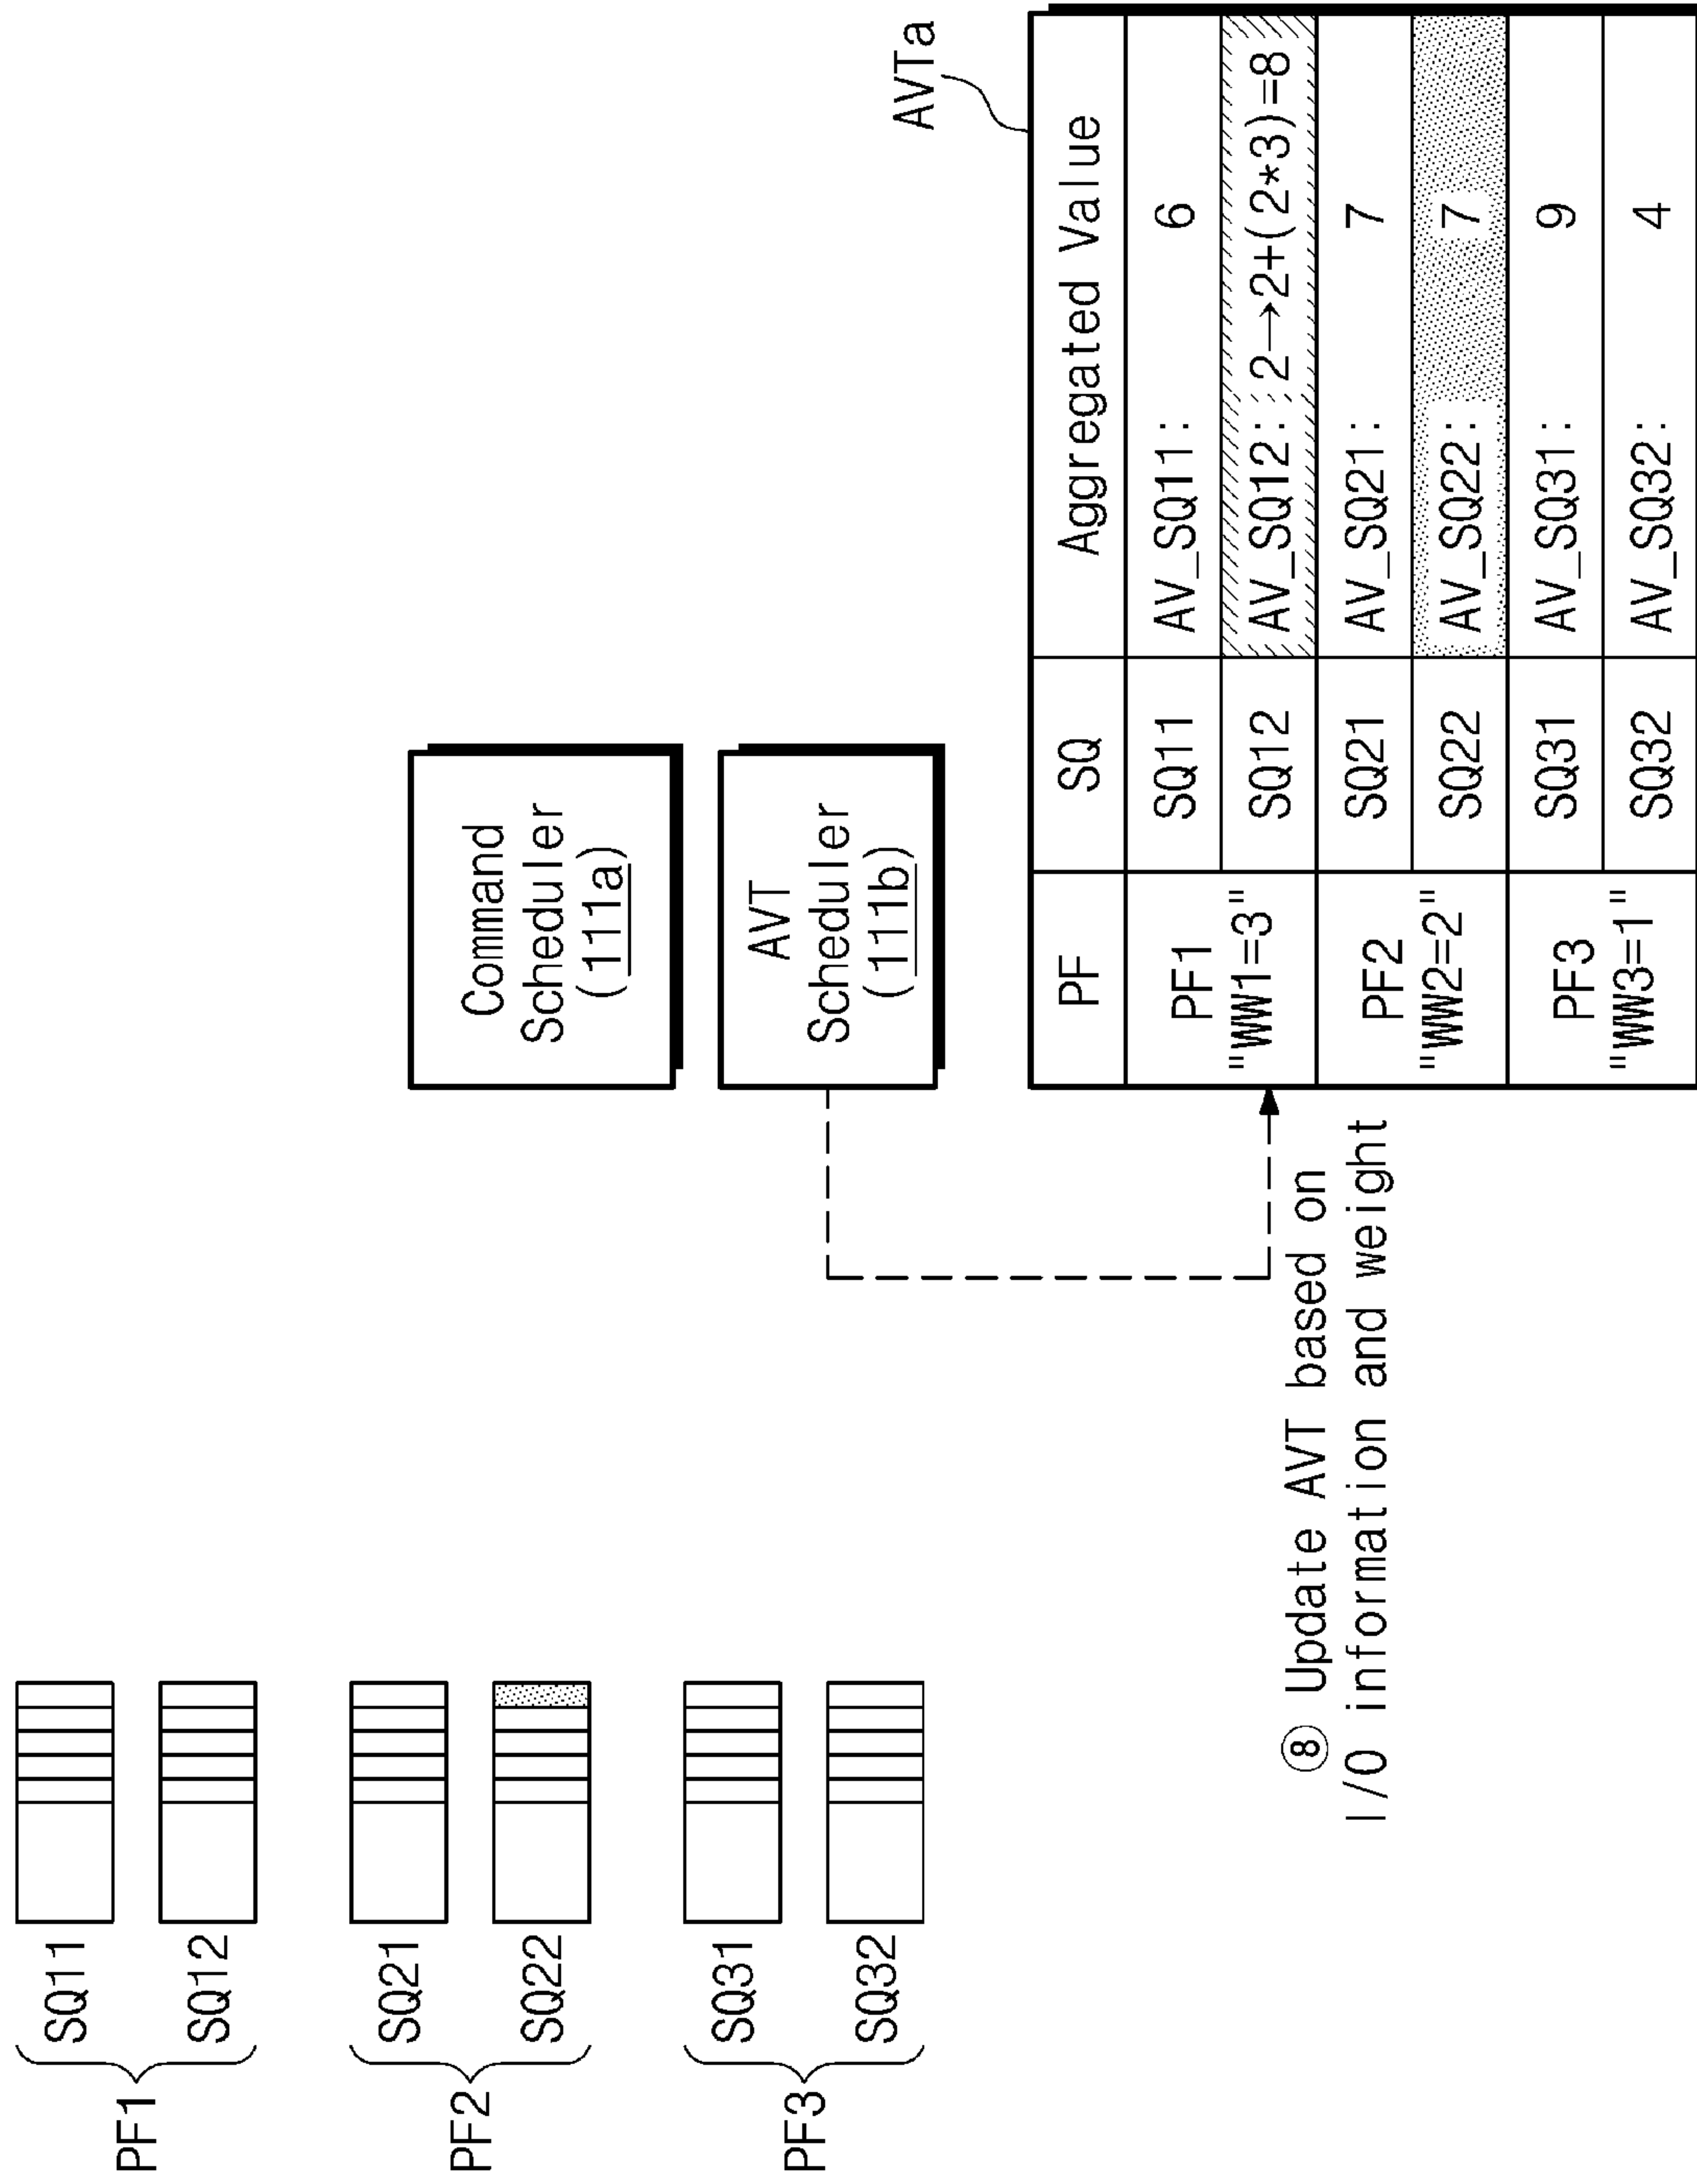 PF1
SQ11
SQ12
PF2
SQ21
SQ22
PF3
SQ31
SQ32
Command
Scheduler
(111a)
AVT
Scheduler
(111b)
⑧ Update AVT based on
I/O information and weight
AVTa
PF SQ Aggregated Value
PF1
"WW1=3"
SQ11 AV_SQ11: 6
SQ12 AV_SQ12: 2→2+(2*3)=8
PF2
"WW2=2"
SQ21 AV_SQ21: 7
SQ22 AV_SQ22: 7
PF3
"WW3=1"
SQ31 AV_SQ31: 9
SQ32 AV_SQ32: 4